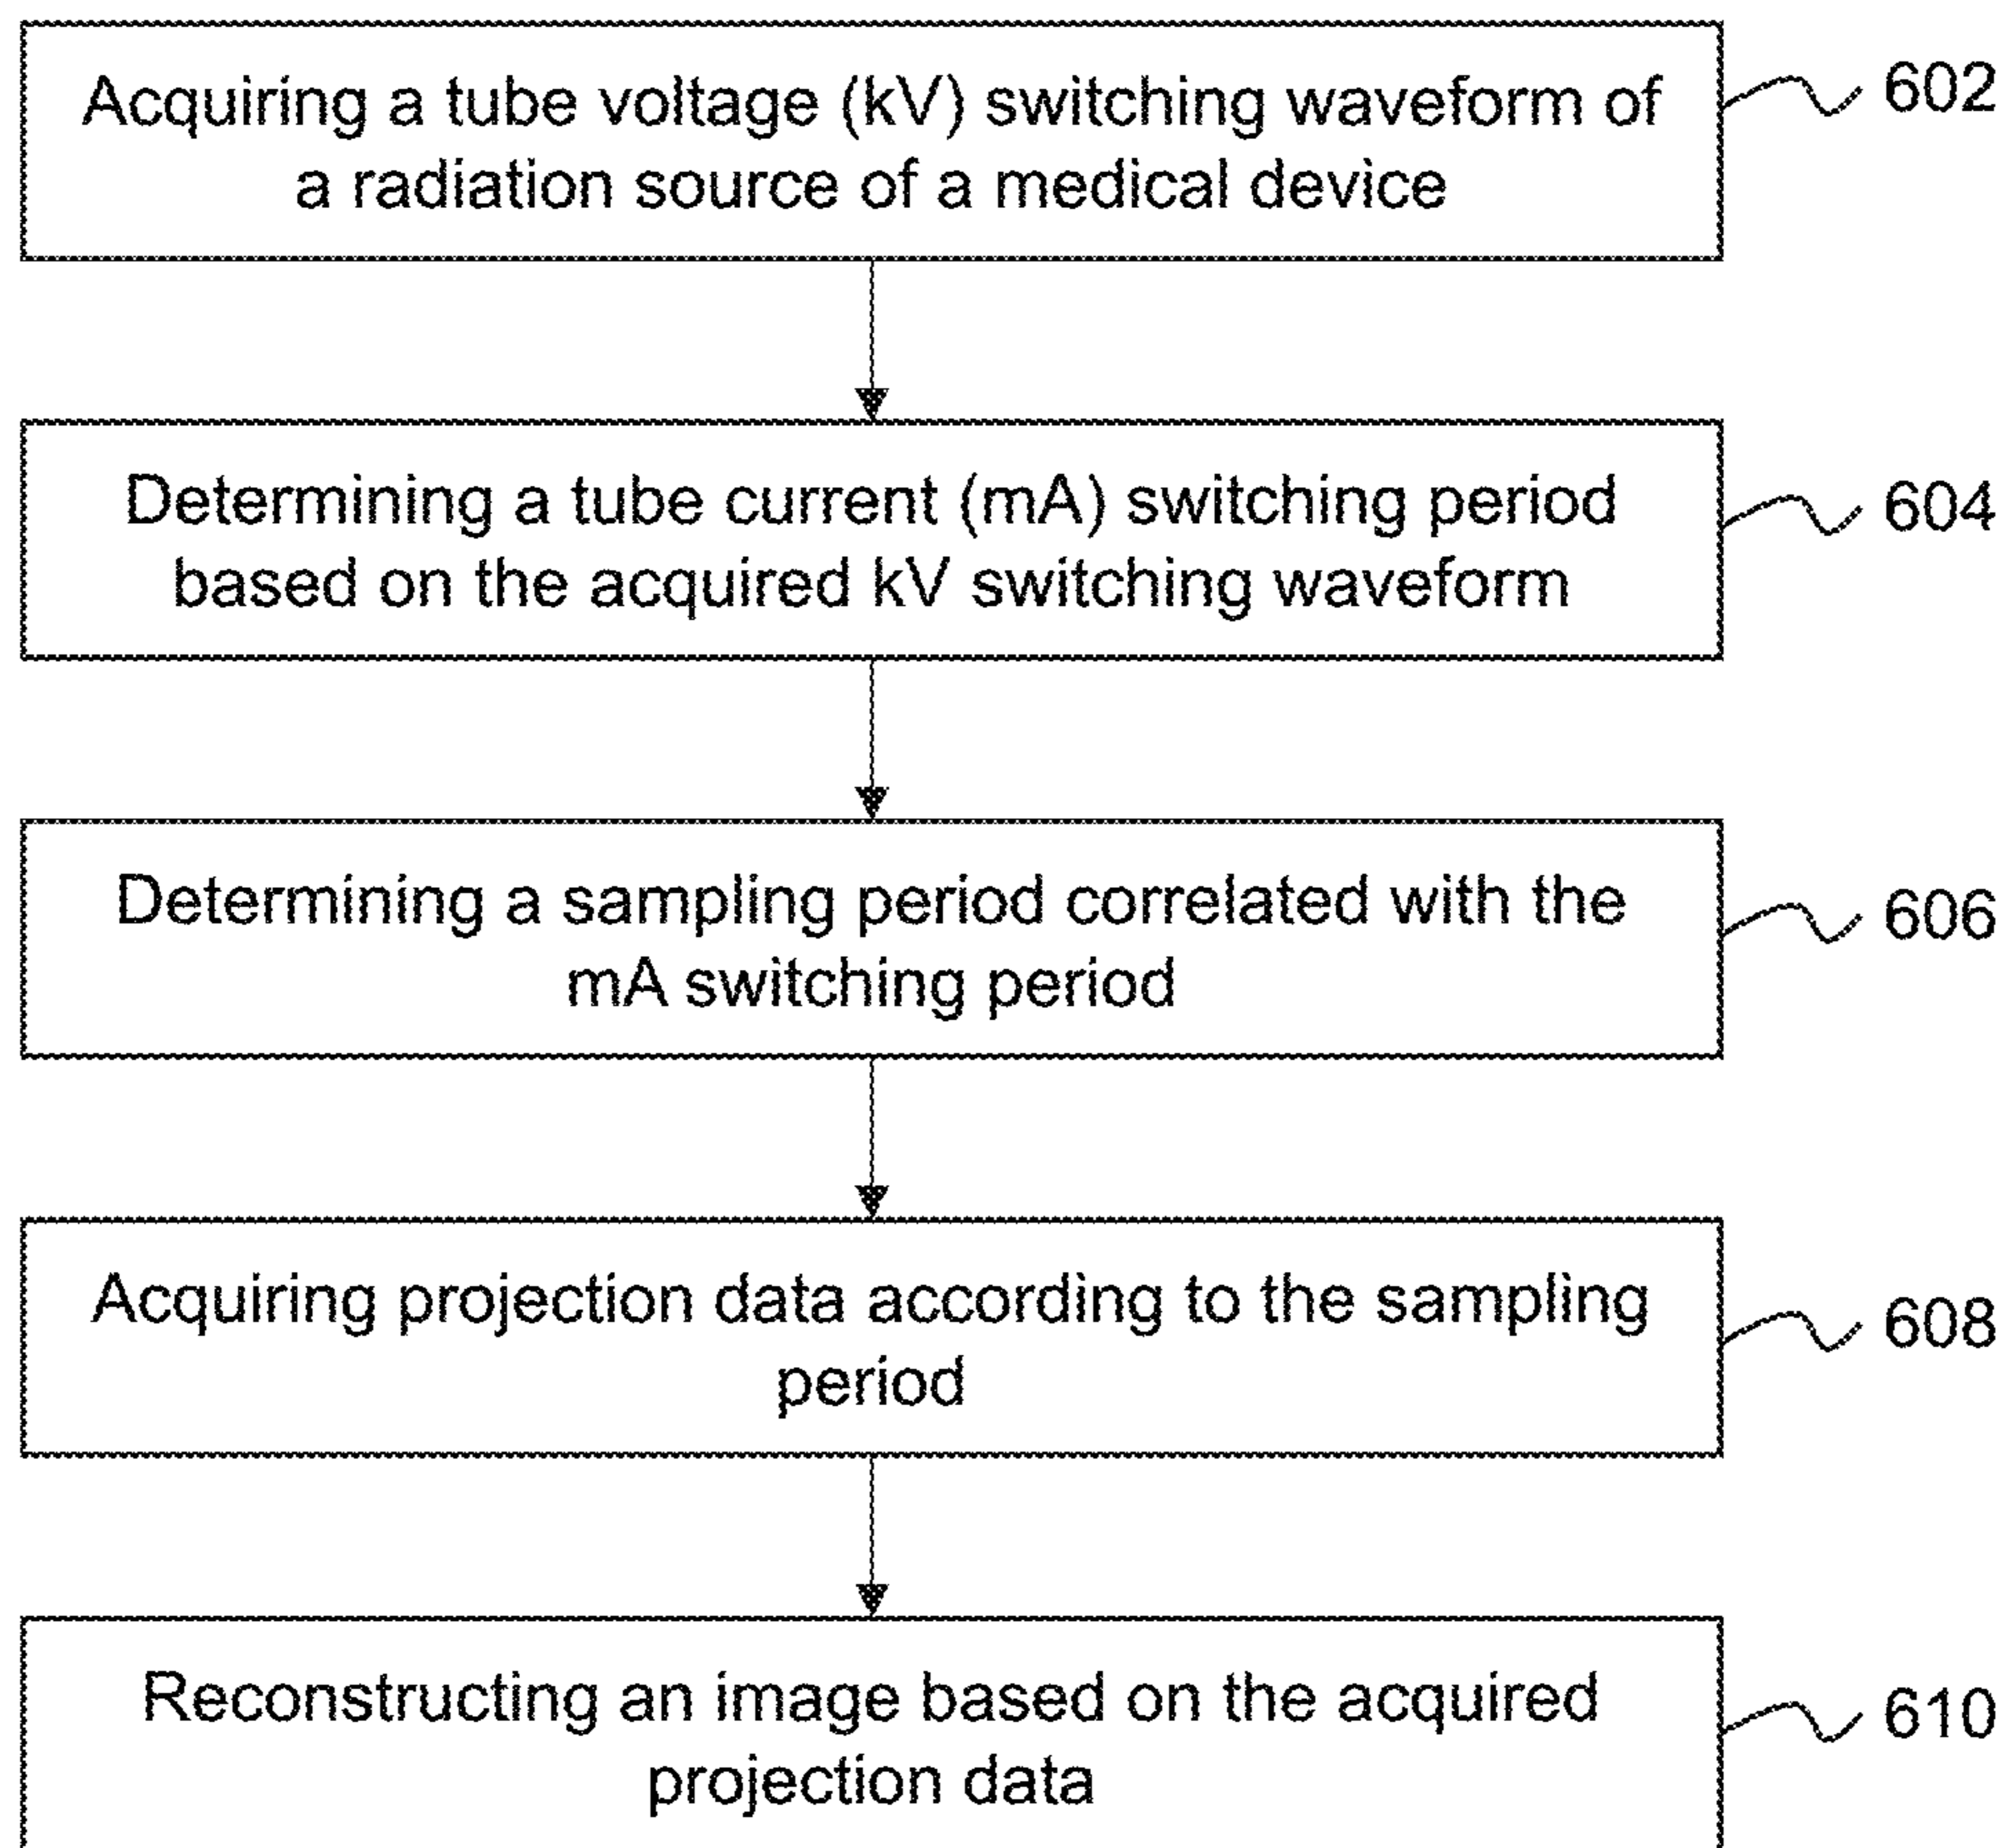 Acquiring a tube voltage (kV) switching waveform of
a radiation source of a medical device
602
Determining a tube current (mA) switching period
based on the acquired kV switching waveform
604
Determining a sampling period correlated with the
mA switching period
606
Acquiring projection data according to the sampling
period
608
Reconstructing an image based on the acquired
projection data
610